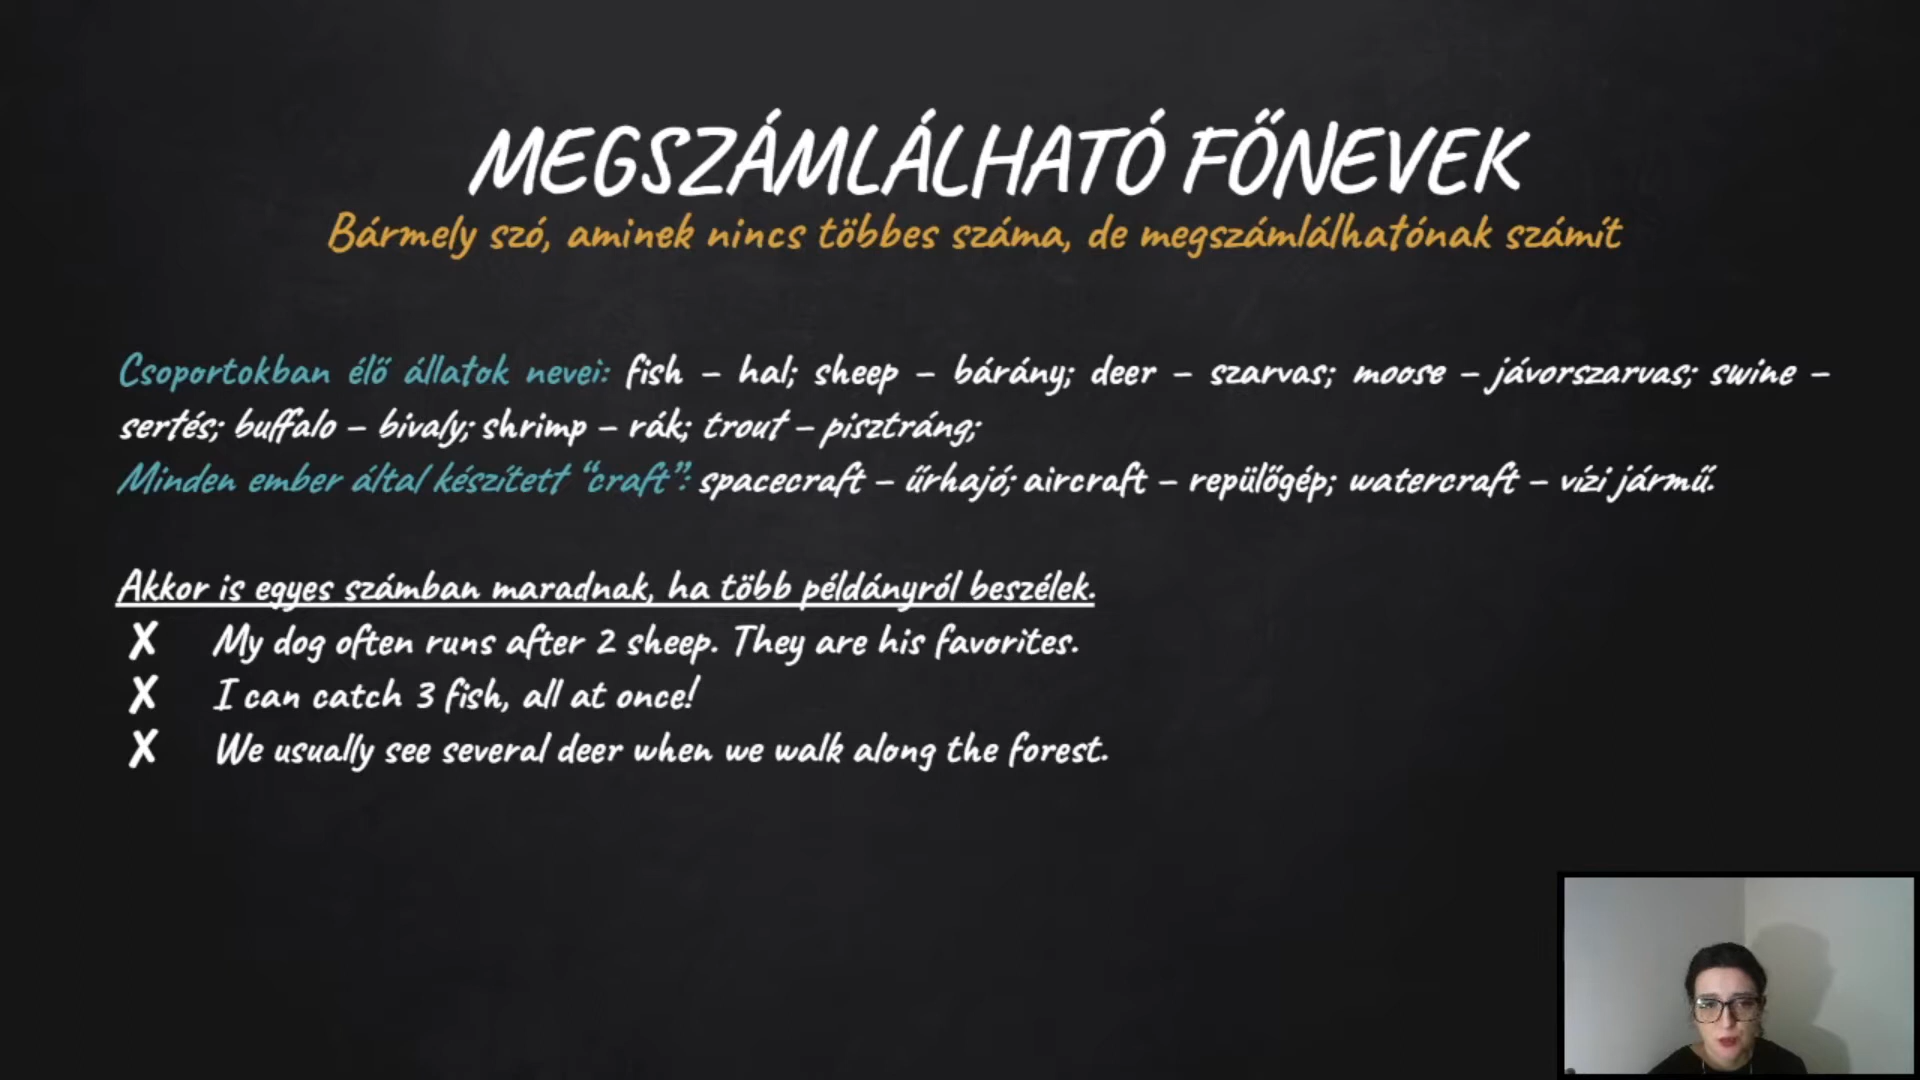 MEGSZÁMLÁLHATÓ FŐNEVEK
Bármely szó, aminek nincs többes száma, de megszámlálhatónak számít
Csoportokban élő állatok nevei: fish – hal; sheep – bárány; deer – szarvas; moose – jávorszarvas; swine –
sertés; buffalo – bivaly; shrimp – rák; trout – pisztráng;
Minden ember által készített “craft”: spacecraft – űrhajó; aircraft – repülőgép; watercraft – vízi jármű.
Akkor is egyes számban maradnak, ha több példányról beszélek.
✗ My dog often runs after 2 sheep. They are his favorites.
✗ I can catch 3 fish, all at once!
✗ We usually see several deer when we walk along the forest.